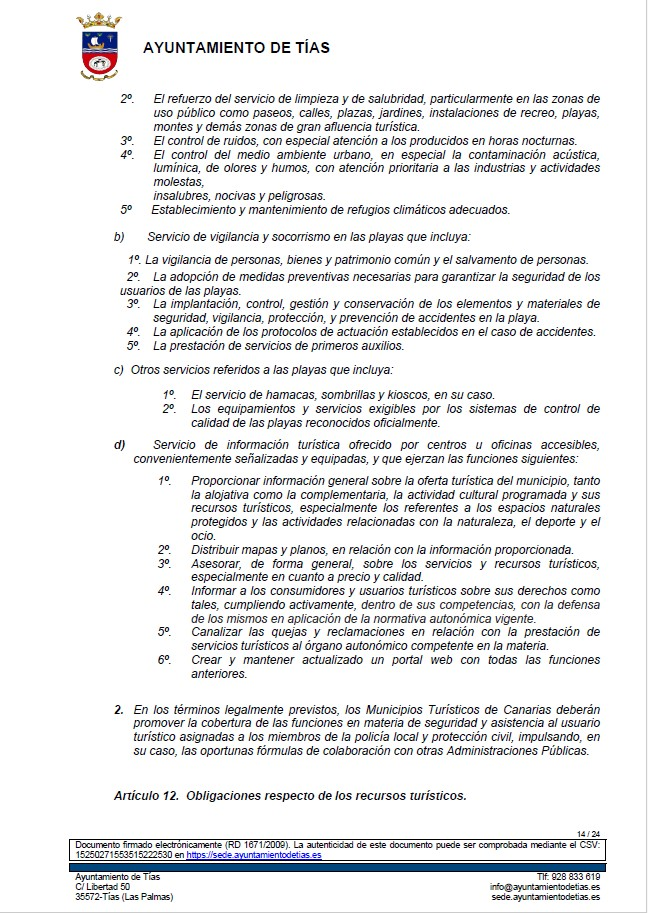 AYUNTAMIENTO DE TÍAS
2º. El refuerzo del servicio de limpieza y de salubridad, particularmente en las zonas de
uso público como paseos, calles, plazas, jardines, instalaciones de recreo, playas,
montes y demás zonas de gran afluencia turística.
3º. El control de ruidos, con especial atención a los producidos en horas nocturnas.
4º. El control del medio ambiente urbano, en especial la contaminación acústica,
lumínica, de olores y humos, con atención prioritaria a las industrias y actividades
molestas,
insalubres, nocivas y peligrosas.
5º Establecimiento y mantenimiento de refugios climáticos adecuados.
b) Servicio de vigilancia y socorrismo en las playas que incluya:
1º. La vigilancia de personas, bienes y patrimonio común y el salvamento de personas.
2º. La adopción de medidas preventivas necesarias para garantizar la seguridad de los
usuarios de las playas.
3º. La implantación, control, gestión y conservación de los elementos y materiales de
seguridad, vigilancia, protección, y prevención de accidentes en la playa.
4º. La aplicación de los protocolos de actuación establecidos en el caso de accidentes.
5º. La prestación de servicios de primeros auxilios.
c) Otros servicios referidos a las playas que incluya:
1º. El servicio de hamacas, sombrillas y kioscos, en su caso.
2º. Los equipamientos y servicios exigibles por los sistemas de control de
calidad de las playas reconocidos oficialmente.
d) Servicio de información turística ofrecido por centros u oficinas accesibles,
convenientemente señalizadas y equipadas, y que ejerzan las funciones siguientes:
1º. Proporcionar información general sobre la oferta turística del municipio, tanto
la alojativa como la complementaria, la actividad cultural programada y sus
recursos turísticos, especialmente los referentes a los espacios naturales
protegidos y las actividades relacionadas con la naturaleza, el deporte y el
ocio.
2º. Distribuir mapas y planos, en relación con la información proporcionada.
3º. Asesorar, de forma general, sobre los servicios y recursos turísticos,
especialmente en cuanto a precio y calidad.
4º. Informar a los consumidores y usuarios turísticos sobre sus derechos como
tales, cumpliendo activamente, dentro de sus competencias, con la defensa
de los mismos en aplicación de la normativa autonómica vigente.
5º. Canalizar las quejas y reclamaciones en relación con la prestación de
servicios turísticos al órgano autonómico competente en la materia.
6º. Crear y mantener actualizado un portal web con todas las funciones
anteriores.
2. En los términos legalmente previstos, los Municipios Turísticos de Canarias deberán
promover la cobertura de las funciones en materia de seguridad y asistencia al usuario
turístico asignadas a los miembros de la policía local y protección civil, impulsando, en
su caso, las oportunas fórmulas de colaboración con otras Administraciones Públicas.
Artículo 12. Obligaciones respecto de los recursos turísticos.
14 / 24
Documento firmado electrónicamente (RD 1671/2009). La autenticidad de este documento puede ser comprobada mediante el CSV:
15250271553515222530 en https://sede.ayuntamientodetias.es
Ayuntamiento de Tías
C/ Libertad 50
35572-Tías (Las Palmas)
Tlf: 928 833 619
info@ayuntamientodetias.es
sede.ayuntamientodetias.es